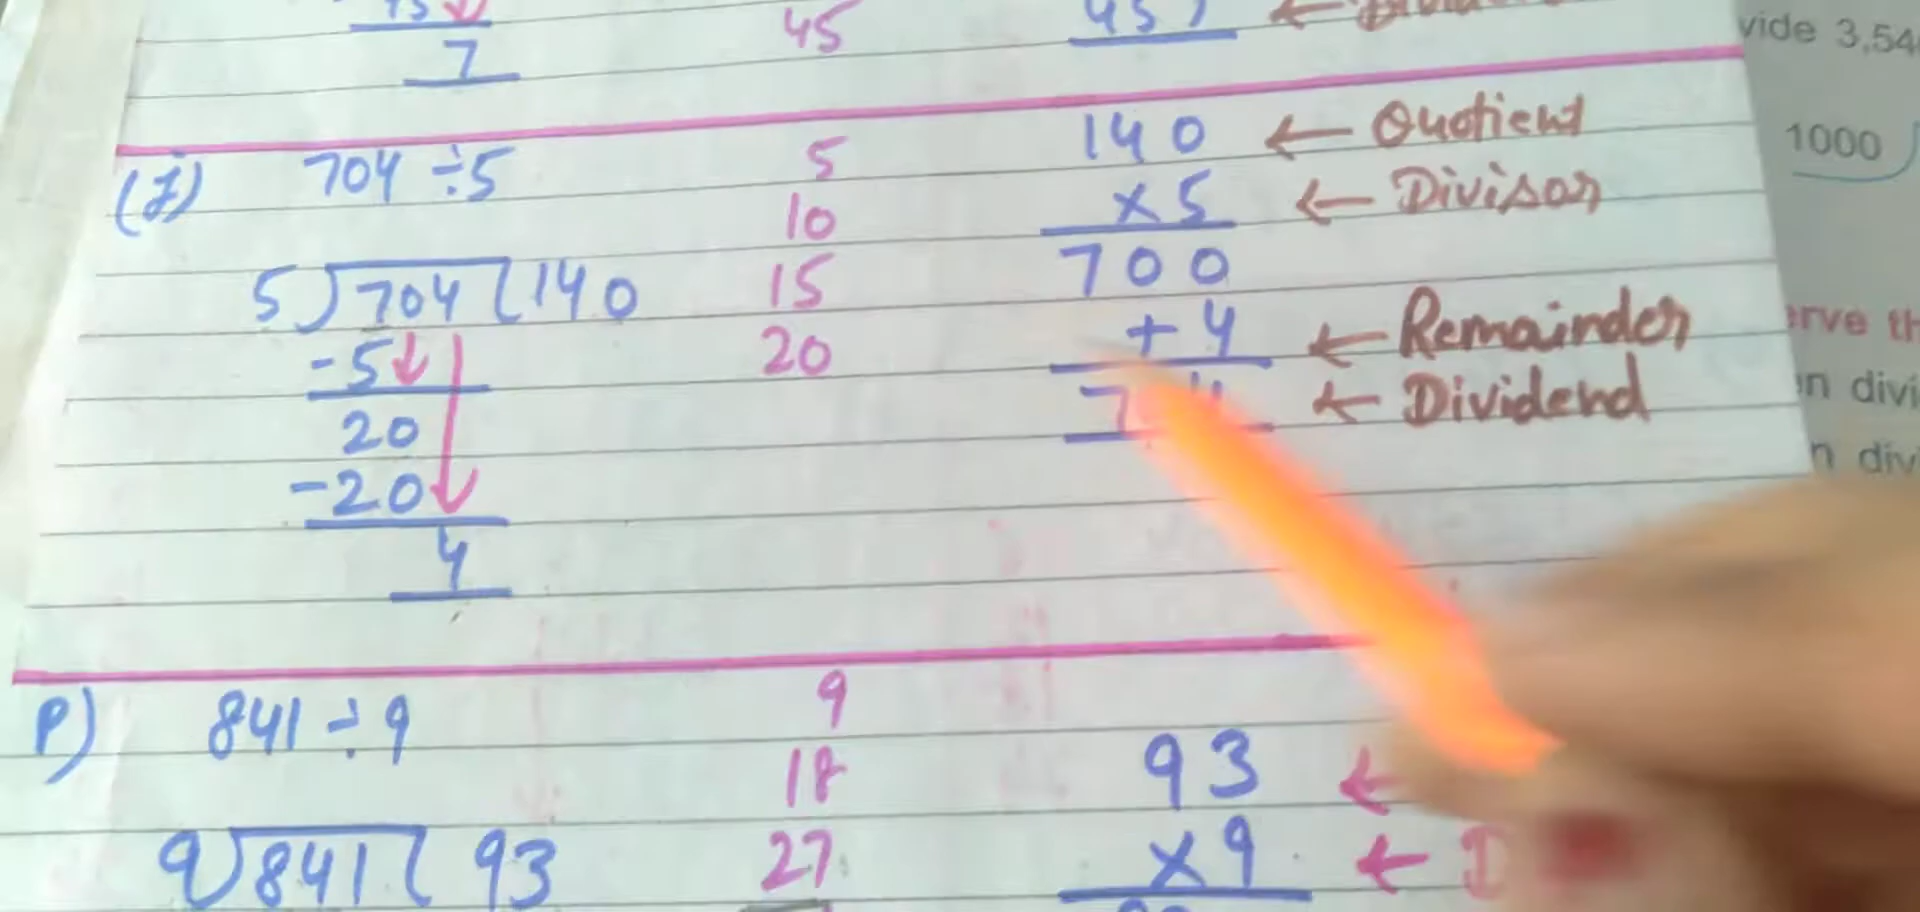 7 45
(j) 704 ÷ 5 5 140 ← Quotient
10 × 5 ← Divisor
5 704 140 15 700
- 5 20 + 4 ← Remainder
20 ← Dividend
- 20
4
P) 841 ÷ 9 9
18 93 ←
9 841 93 27 × 9 ← D
vide 3,54
1000
erve th
n divi
n div